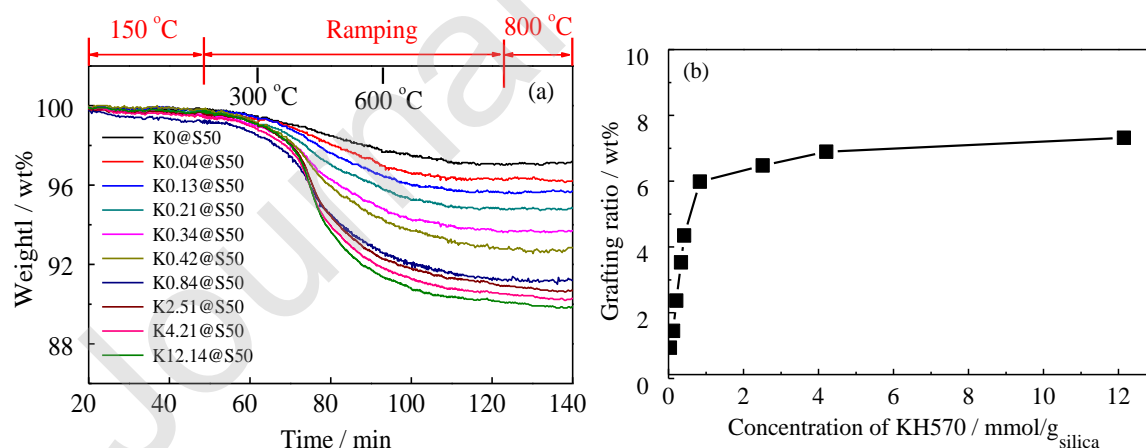 150 °C Ramping 800 °C
300 °C 600 °C (a)
100
96
92
88
Weightl / wt%
K0@S50
K0.04@S50
K0.13@S50
K0.21@S50
K0.34@S50
K0.42@S50
K0.84@S50
K2.51@S50
K4.21@S50
K12.14@S50
20 40 60 80 100 120 140
Time / min
(b)
10
8
6
4
2
0
Grafting ratio / wt%
0 2 4 6 8 10 12
Concentration of KH570 / mmol/g_silica
Journal